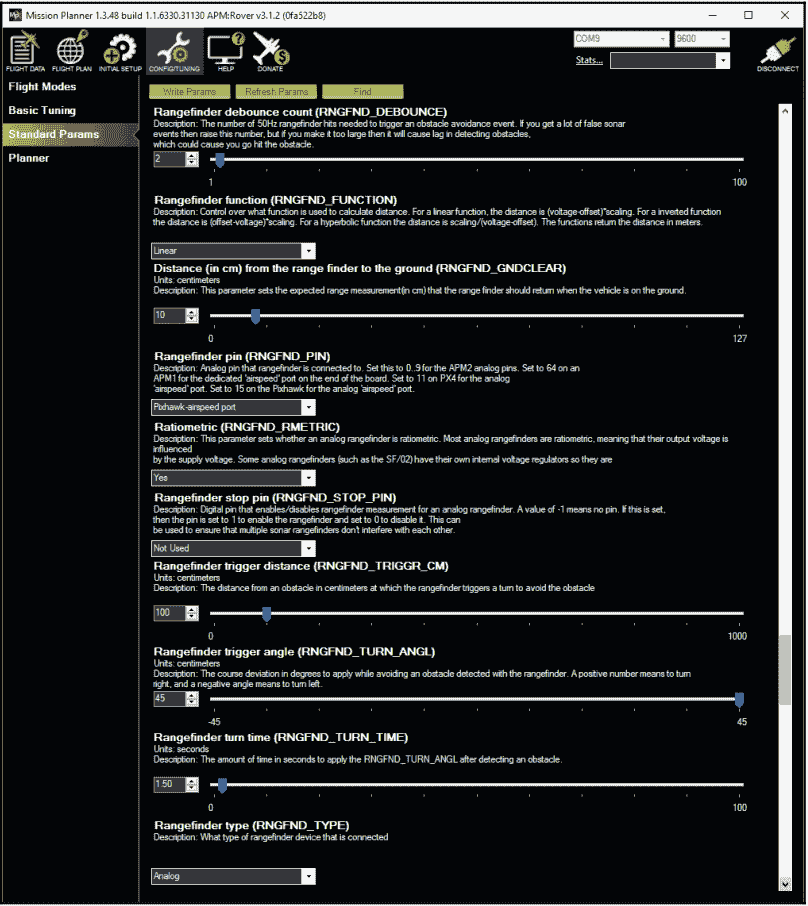 Mission Planner 1.3.48 build 1.1.6330.31130 APM:Rover v3.1.2 (0fa522b8)
FLIGHT DATA FLIGHT PLAN INITIAL SETUP CONFIG/TUNING HELP DONATE
COM9 9600
Stats...
DISCONNECT
Flight Modes
Basic Tuning
Standard Params
Planner
Write Params Refresh Params Find
Rangefinder debounce count (RNGFND_DEBOUNCE)
Description: The number of 50Hz rangefinder hits needed to trigger an obstacle avoidance event. If you get a lot of false sonar
events then raise this number, but if you make it too large then it will cause lag in detecting obstacles,
which could cause you go hit the obstacle.
2
1 100
Rangefinder function (RNGFND_FUNCTION)
Description: Control over what function is used to calculate distance. For a linear function, the distance is (voltage-offset)*scaling. For a inverted function
the distance is (offset-voltage)*scaling. For a hyperbolic function the distance is scaling/(voltage-offset). The functions return the distance in meters.
Linear
Distance (in cm) from the range finder to the ground (RNGFND_GNDCLEAR)
Units: centimeters
Description: This parameter sets the expected range measurement(in cm) that the range finder should return when the vehicle is on the ground.
10
0 127
Rangefinder pin (RNGFND_PIN)
Description: Analog pin that rangefinder is connected to. Set this to 0..9 for the APM2 analog pins. Set to 64 on an
APM1 for the dedicated 'airspeed' port on the end of the board. Set to 11 on PX4 for the analog
'airspeed' port. Set to 15 on the Pixhawk for the analog 'airspeed' port.
Pixhawk-airspeed port
Ratiometric (RNGFND_RMETRIC)
Description: This parameter sets whether an analog rangefinder is ratiometric. Most analog rangefinders are ratiometric, meaning that their output voltage is
influenced
by the supply voltage. Some analog rangefinders (such as the SF/02) have their own internal voltage regulators so they are
Yes
Rangefinder stop pin (RNGFND_STOP_PIN)
Description: Digital pin that enables/disables rangefinder measurement for an analog rangefinder. A value of -1 means no pin. If this is set,
then the pin is set to 1 to enable the rangefinder and set to 0 to disable it. This can
be used to ensure that multiple sonar rangefinders don't interfere with each other.
Not Used
Rangefinder trigger distance (RNGFND_TRIGGR_CM)
Units: centimeters
Description: The distance from an obstacle in centimeters at which the rangefinder triggers a turn to avoid the obstacle
100
0 1000
Rangefinder trigger angle (RNGFND_TURN_ANGL)
Units: centimeters
Description: The course deviation in degrees to apply while avoiding an obstacle detected with the rangefinder. A positive number means to turn
right, and a negative angle means to turn left.
45
-45 45
Rangefinder turn time (RNGFND_TURN_TIME)
Units: seconds
Description: The amount of time in seconds to apply the RNGFND_TURN_ANGL after detecting an obstacle.
1.50
0 100
Rangefinder type (RNGFND_TYPE)
Description: What type of rangefinder device that is connected
Analog